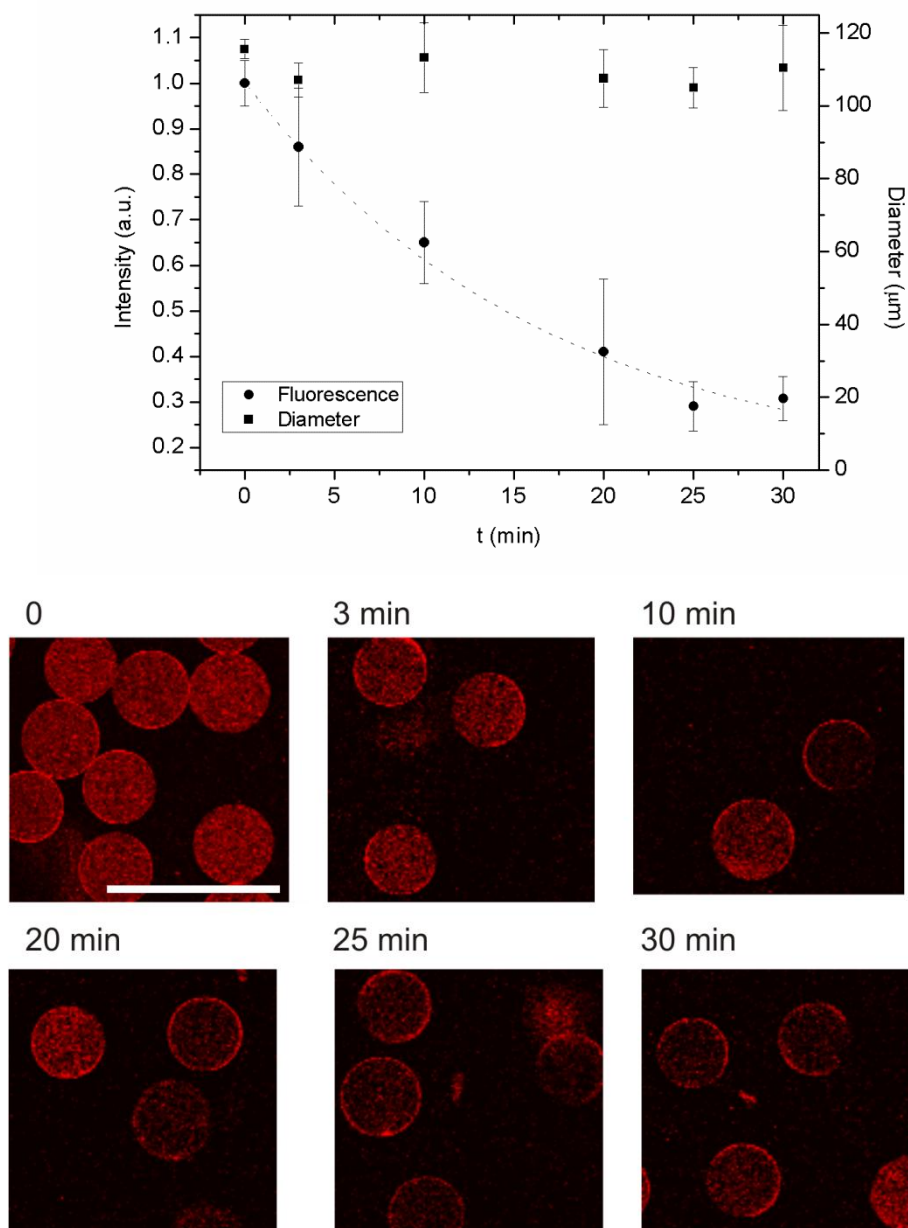 1.1
1.0
0.9
0.8
0.7
0.6
0.5
0.4
0.3
0.2
Intensity (a.u.)
120
100
80
60
40
20
0
Diameter (μm)
Fluorescence
Diameter
0 5 10 15 20 25 30
t (min)
0 3 min 10 min
20 min 25 min 30 min